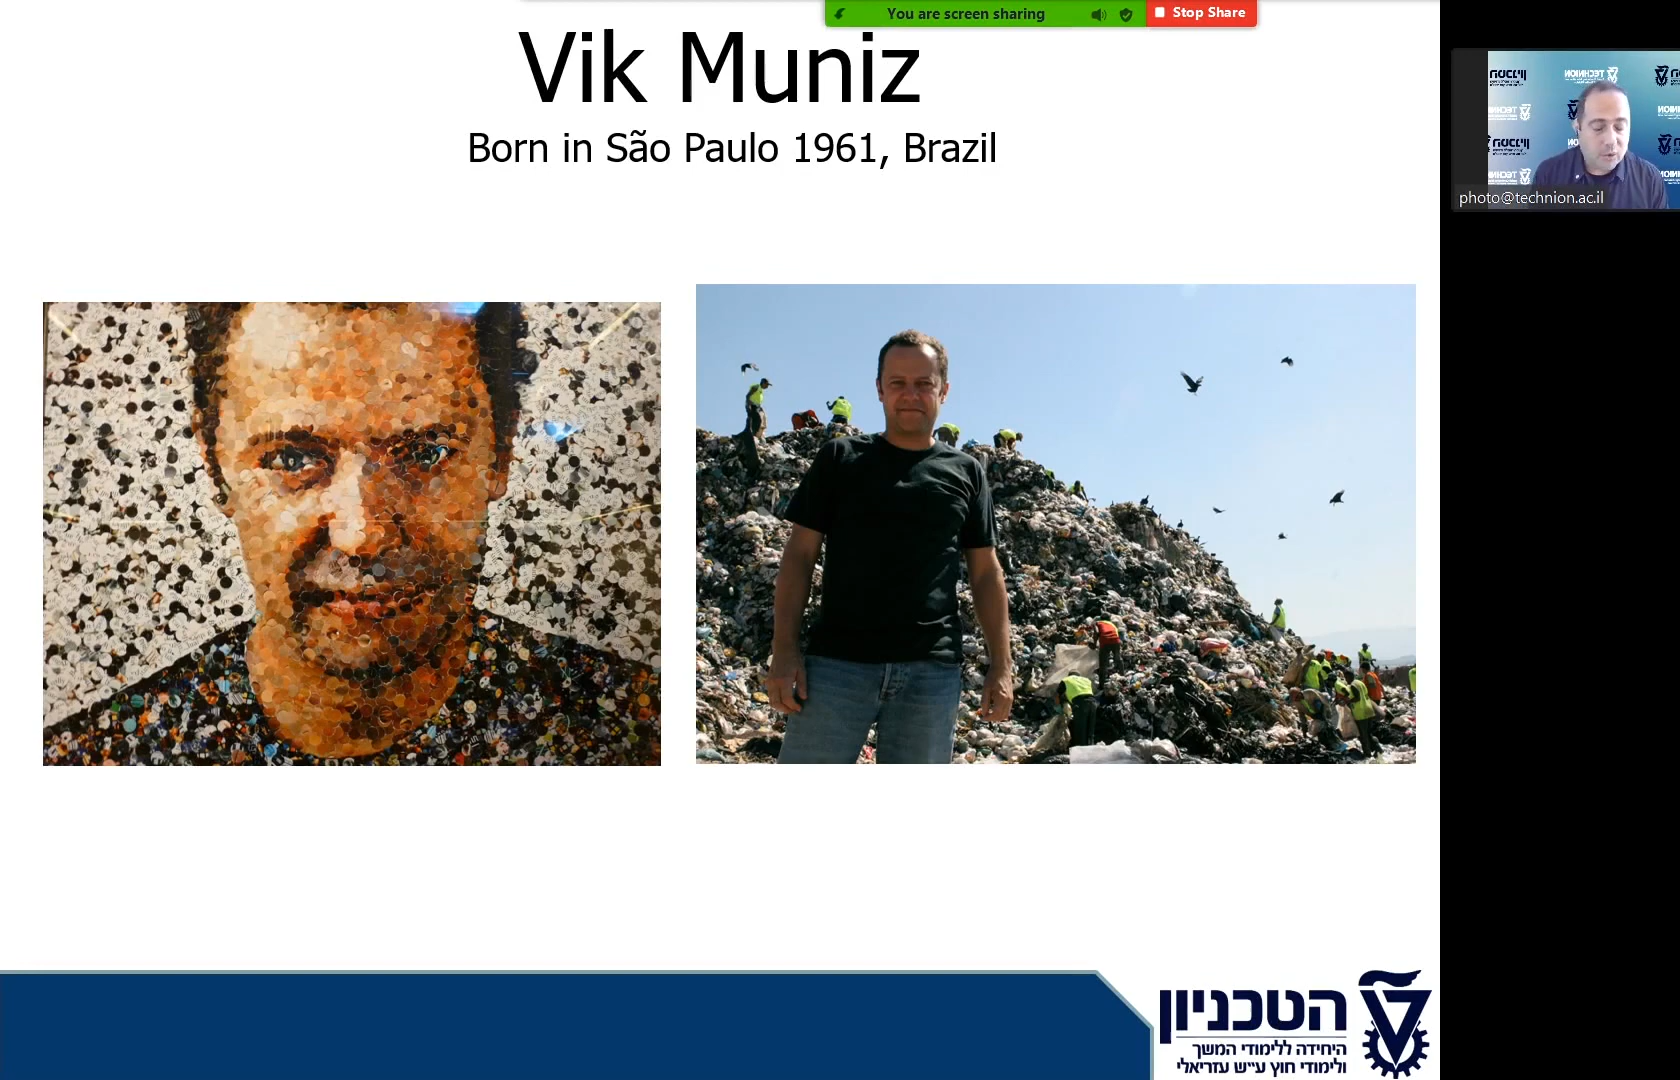 You are screen sharing
Stop Share
Vik Muniz
Born in São Paulo 1961, Brazil
photo@technion.ac.il
הטכניון
היחידה ללימודי המשך
ולימודי חוץ ע״ש עזריאלי